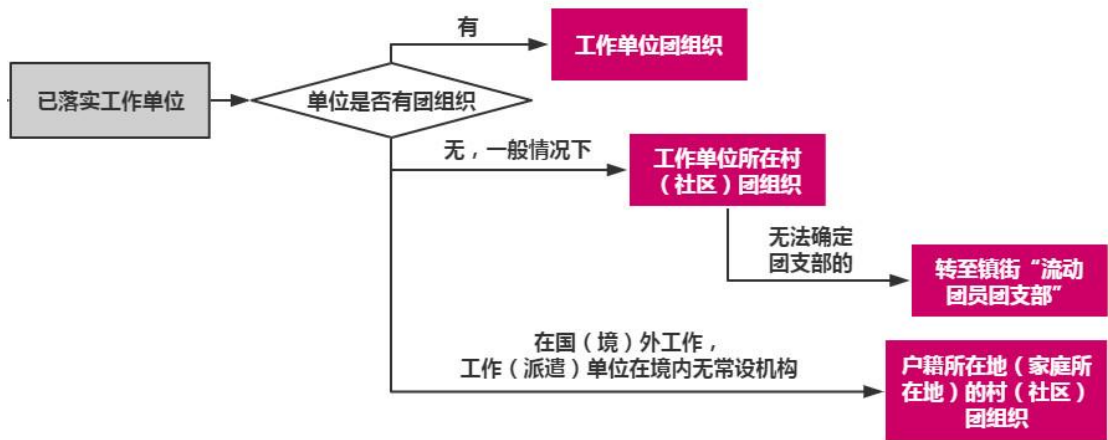 有
工作单位团组织
已落实工作单位
单位是否有团组织
无，一般情况下
工作单位所在村
（社区）团组织
无法确定
团支部的
转至镇街“流动
团员团支部”
在国（境）外工作，
工作（派遣）单位在境内无常设机构
户籍所在地（家庭所
在地）的村（社区）
团组织